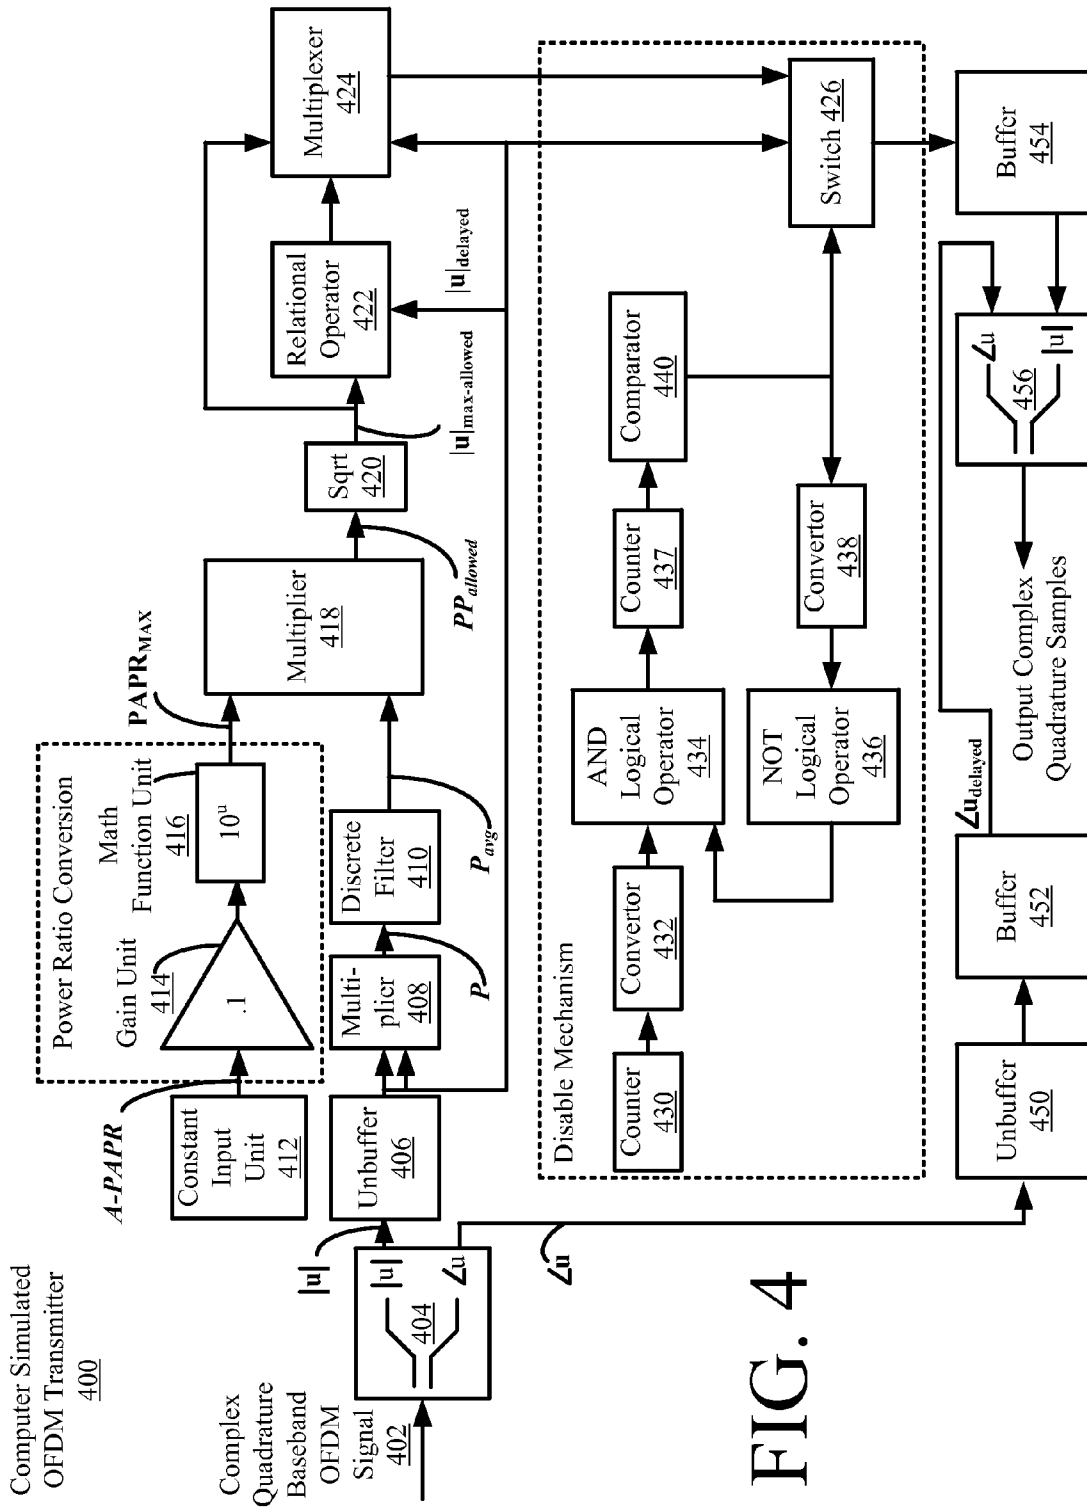 Computer Simulated
OFDM Transmitter
400
Complex
Quadrature
Baseband
OFDM
Signal
402
|u|
∠u
404
|u|
∠u
Unbuffer
406
A-PAPR
Constant
Input
Unit
412
Power Ratio Conversion
Gain Unit
414
.1
Math
Function Unit
416
10ᵘ
PAPR_MAX
Multi-
plier
408
P
Discrete
Filter
410
P_avg
Multiplier
418
PP_allowed
Sqrt
420
|u|max-allowed
Relational
Operator
422
|u|delayed
Multiplexer
424
Disable Mechanism
Counter
430
Convertor
432
AND
Logical
Operator
434
Counter
437
Comparator
440
NOT
Logical
Operator
436
Convertor
438
Switch 426
Unbuffer
450
Buffer
452
∠u_delayed
Buffer
454
∠u
|u|
456
Output Complex
Quadrature Samples
FIG. 4